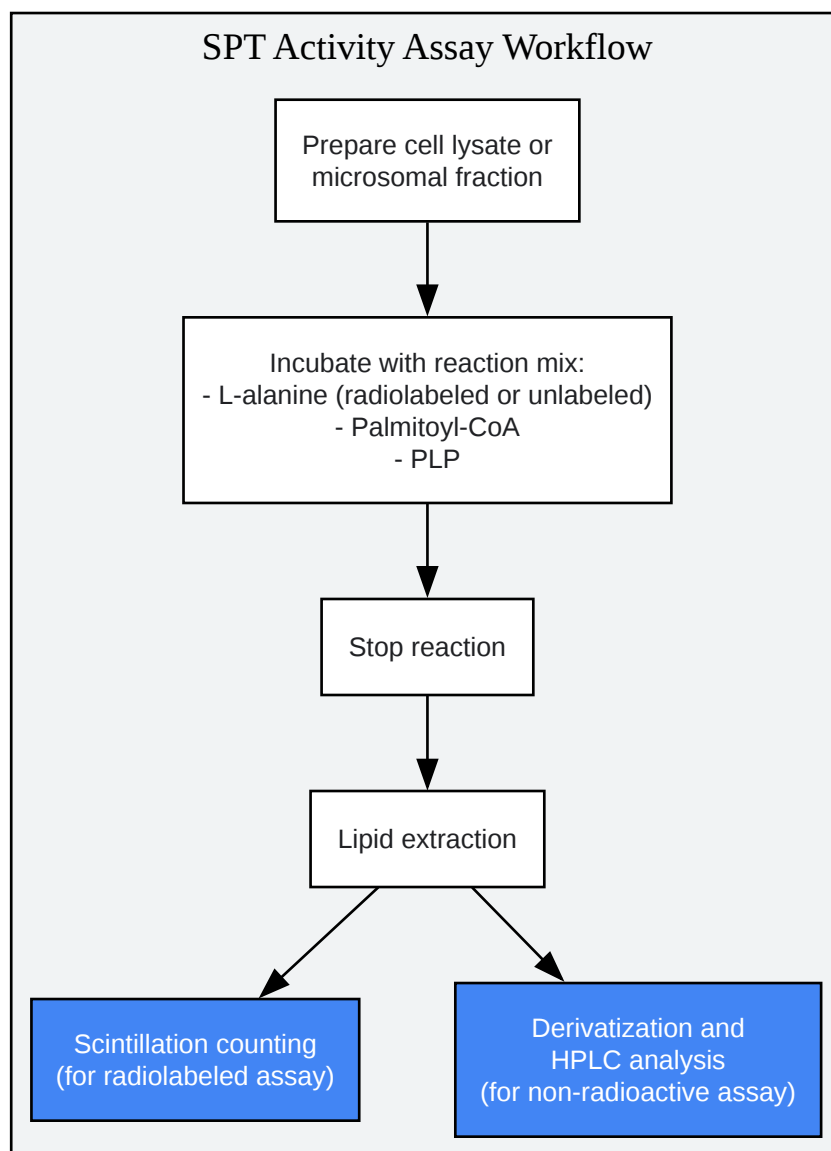 SPT Activity Assay Workflow
Prepare cell lysate or
microsomal fraction
Incubate with reaction mix:
- L-alanine (radiolabeled or unlabeled)
- Palmitoyl-CoA
- PLP
Stop reaction
Lipid extraction
Scintillation counting
(for radiolabeled assay)
Derivatization and
HPLC analysis
(for non-radioactive assay)